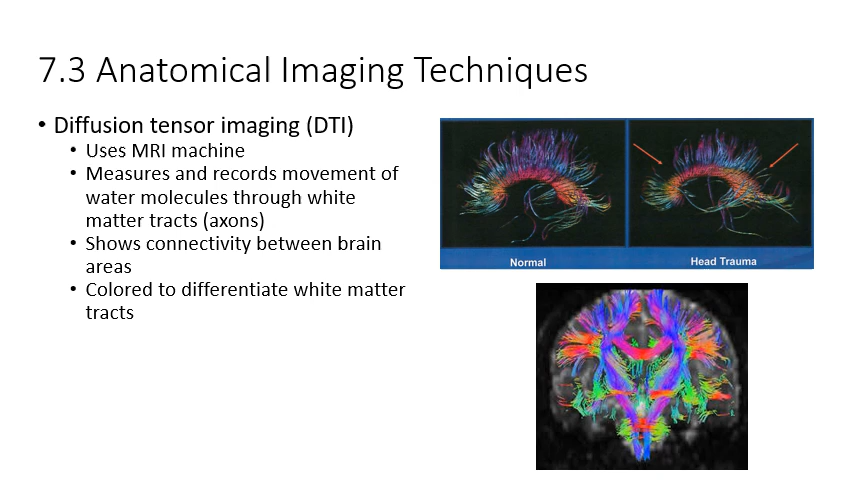 7.3 Anatomical Imaging Techniques
• Diffusion tensor imaging (DTI)
• Uses MRI machine
• Measures and records movement of
water molecules through white
matter tracts (axons)
• Shows connectivity between brain
areas
• Colored to differentiate white matter
tracts
Normal
Head Trauma